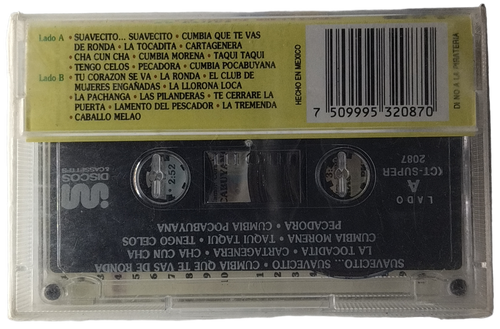 Lado A • SUAVECITO... SUAVECITO • CUMBIA QUE TE VAS
DE RONDA • LA TOCADITA • CARTAGENERA
CHA CUN CHA • CUMBIA MORENA • TAQUI TAQUI
TENGO CELOS • PECADORA • CUMBIA POCABUYANA
Lado B • TU CORAZON SE VA • LA RONDA • EL CLUB DE
MUJERES ENGAÑADAS • LA LLORONA LOCA
• LA PACHANGA • LAS PILANDERAS • TE CERRARE LA
PUERTA • LAMENTO DEL PESCADOR • LA TREMENDA
• CABALLO MELAO
HECHO EN MEXICO
7 509995 320870
DI NO A LA PIRATERIA
LADO
A
(CT-SUPER
2087
DISCOS
& CASSETTES
2:52
SUAVECITO... SUAVECITO • CUMBIA QUE TE VAS DE RONDA
LA TOCADITA • CARTAGENERA • CHA CUN CHA
CUMBIA MORENA • TAQUI TAQUI • TENGO CELOS
PECADORA • CUMBIA POCABUYANA